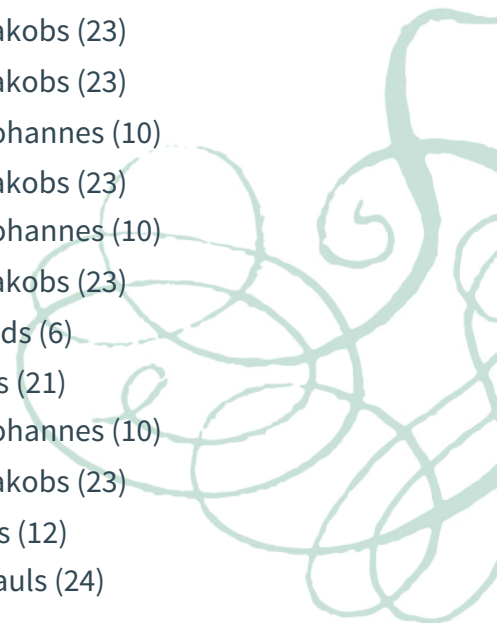 akobs (23)
akobs (23)
ohannes (10)
akobs (23)
ohannes (10)
akobs (23)
ds (6)
s (21)
ohannes (10)
akobs (23)
s (12)
auls (24)